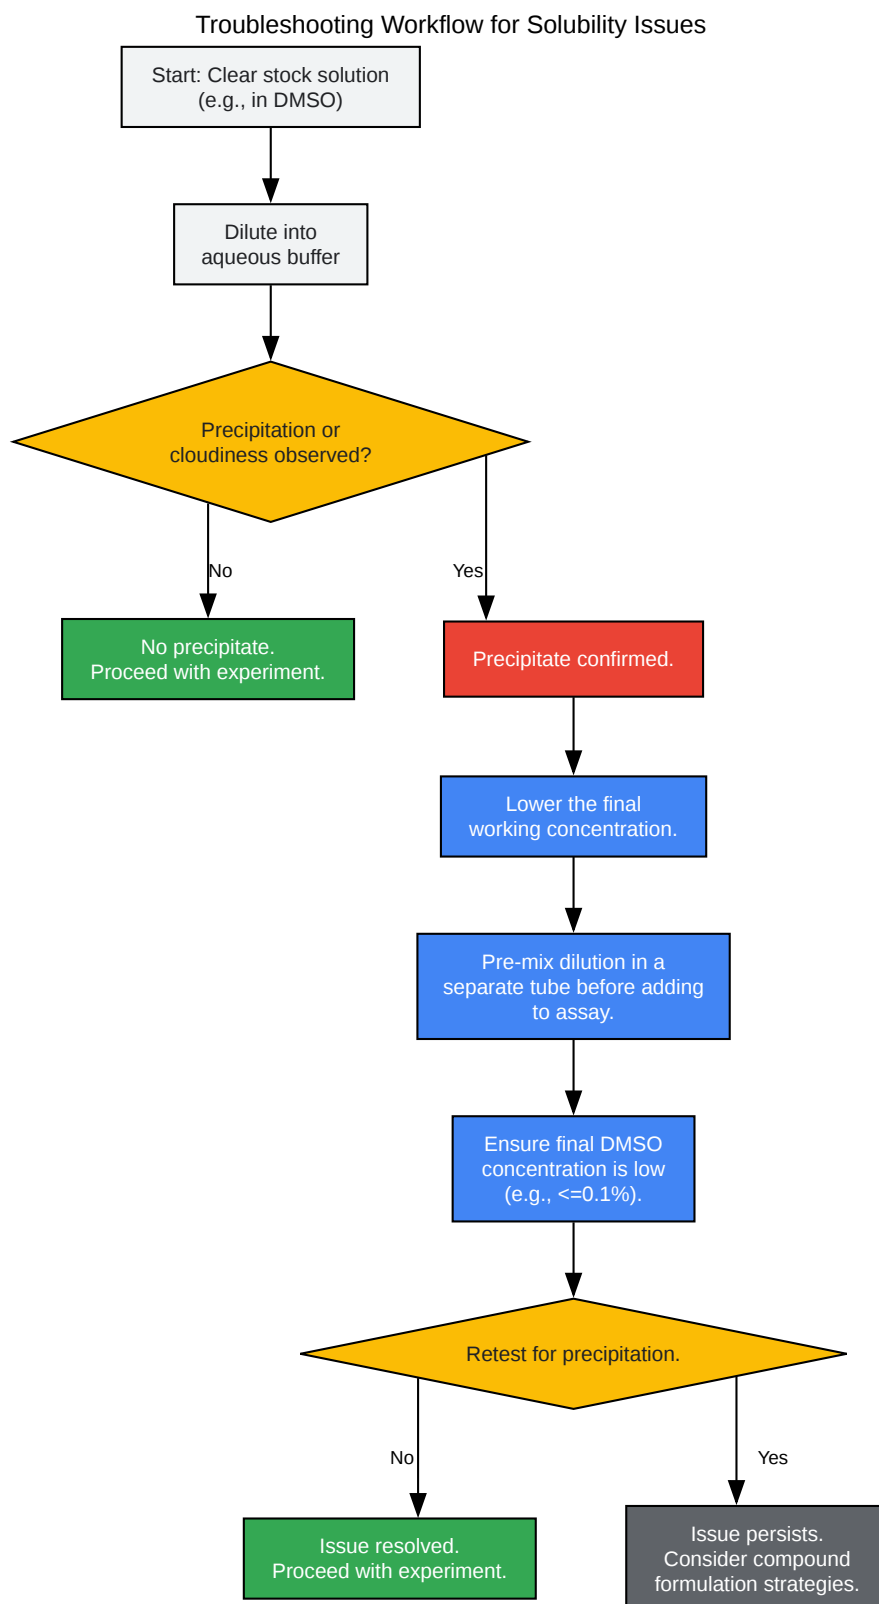 Troubleshooting Workflow for Solubility Issues
Start: Clear stock solution
(e.g., in DMSO)
Dilute into
aqueous buffer
Precipitation or
cloudiness observed?
No
Yes
No precipitate.
Proceed with experiment.
Precipitate confirmed.
Lower the final
working concentration.
Pre-mix dilution in a
separate tube before adding
to assay.
Ensure final DMSO
concentration is low
(e.g., <=0.1%).
Retest for precipitation.
No
Yes
Issue resolved.
Proceed with experiment.
Issue persists.
Consider compound
formulation strategies.